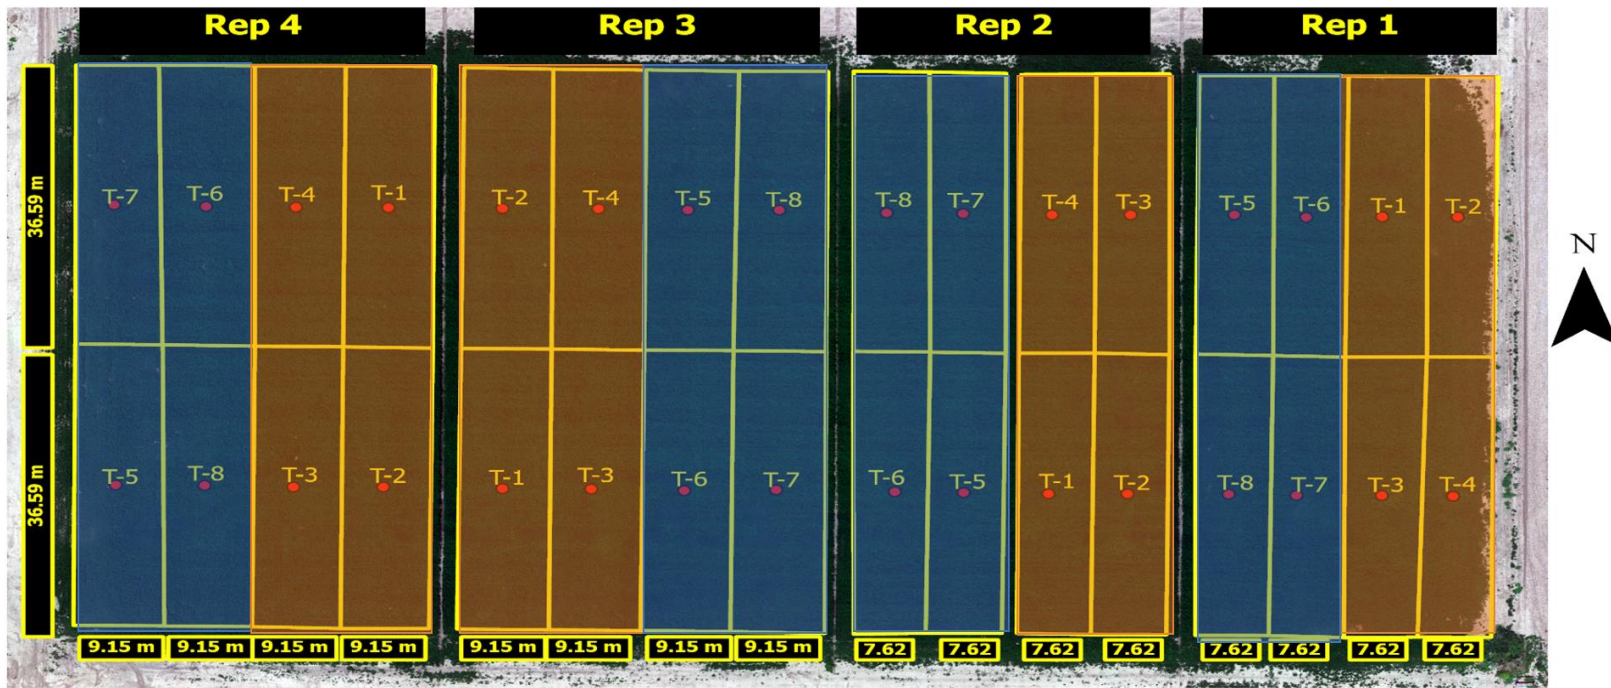 Rep 4 Rep 3 Rep 2 Rep 1
36.59 m
T-7 T-6 T-4 T-1 T-2 T-4 T-5 T-8 T-8 T-7 T-4 T-3 T-5 T-6 T-1 T-2
N
36.59 m
T-5 T-8 T-3 T-2 T-1 T-3 T-6 T-7 T-6 T-5 T-1 T-2 T-8 T-7 T-3 T-4
9.15 m 9.15 m 9.15 m 9.15 m 9.15 m 9.15 m 9.15 m 9.15 m 7.62 7.62 7.62 7.62 7.62 7.62 7.62 7.62